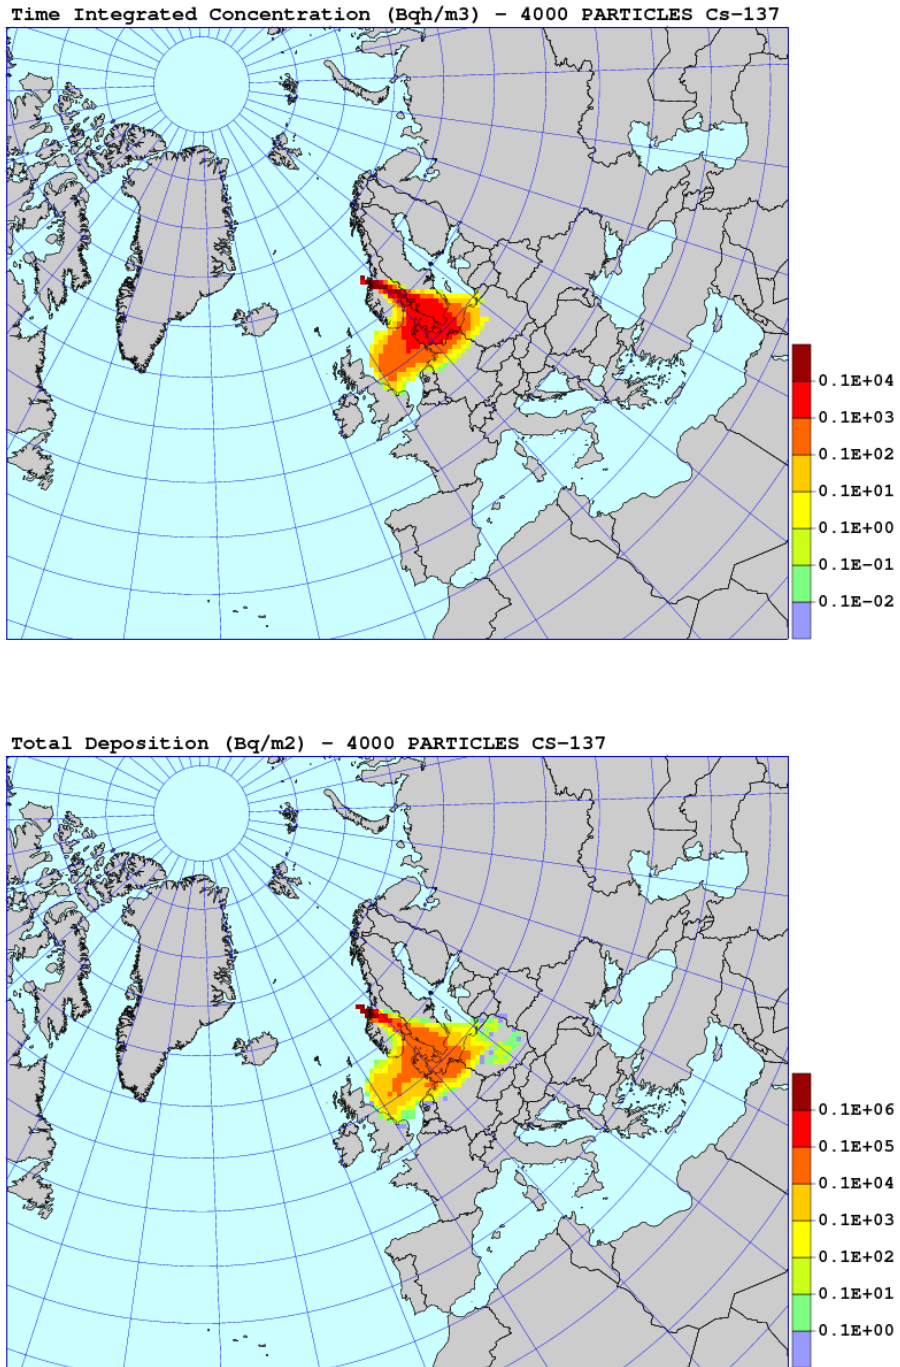 Time Integrated Concentration (Bqh/m3) – 4000 PARTICLES Cs–137
0.1E+04
0.1E+03
0.1E+02
0.1E+01
0.1E+00
0.1E–01
0.1E–02
Total Deposition (Bq/m2) – 4000 PARTICLES CS–137
0.1E+06
0.1E+05
0.1E+04
0.1E+03
0.1E+02
0.1E+01
0.1E+00